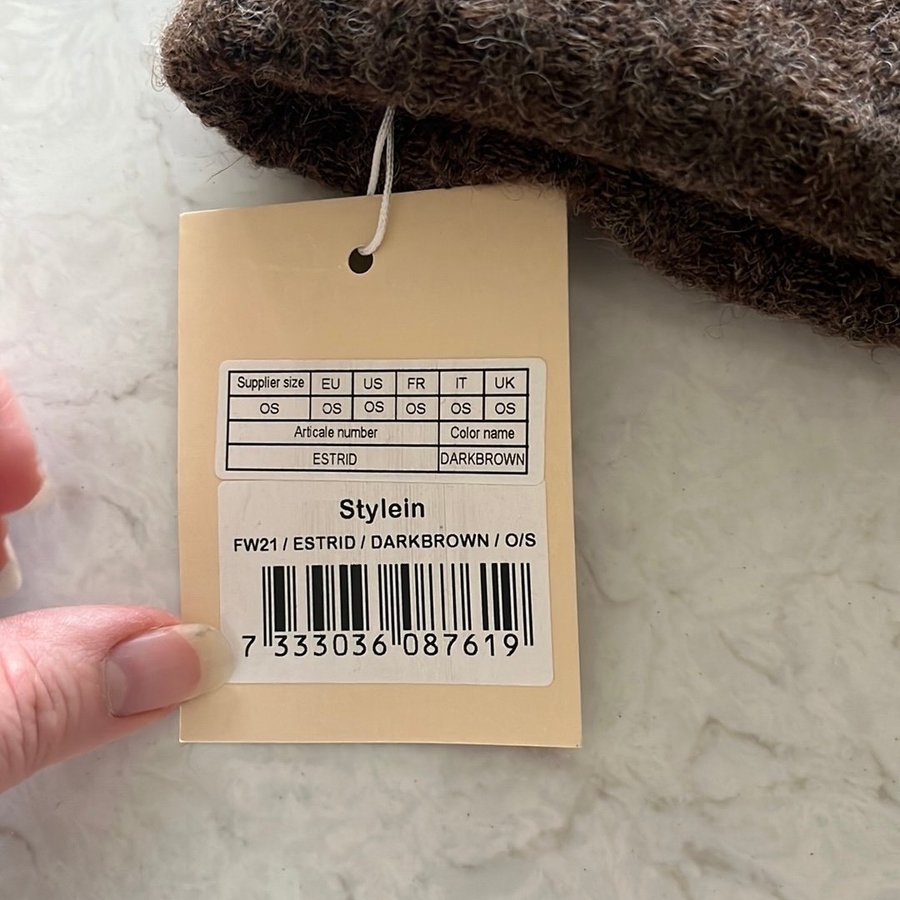 Supplier size EU US FR IT UK
OS OS OS OS OS OS
Articale number Color name
ESTRID DARKBROWN
Stylein
FW21 / ESTRID / DARKBROWN / O/S
7 333036 087619